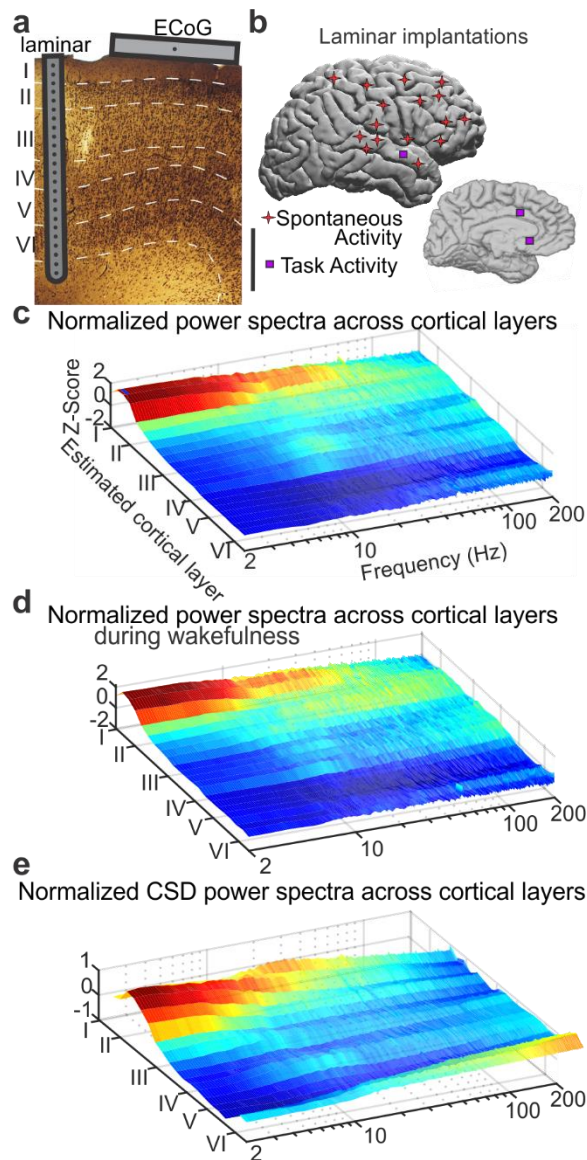 a
ECoG
laminar
I
II
III
IV
V
VI
b
Laminar implantations
Spontaneous
Activity
Task Activity
c
Normalized power spectra across cortical layers
Z-Score
2
0
-2
I
II
III
IV
V
VI
Estimated cortical layer
2
10
100
200
Frequency (Hz)
d
Normalized power spectra across cortical layers
during wakefulness
2
0
-2
I
II
III
IV
V
VI
2
10
100
200
e
Normalized CSD power spectra across cortical layers
1
0
-1
I
II
III
IV
V
VI
2
10
100
200